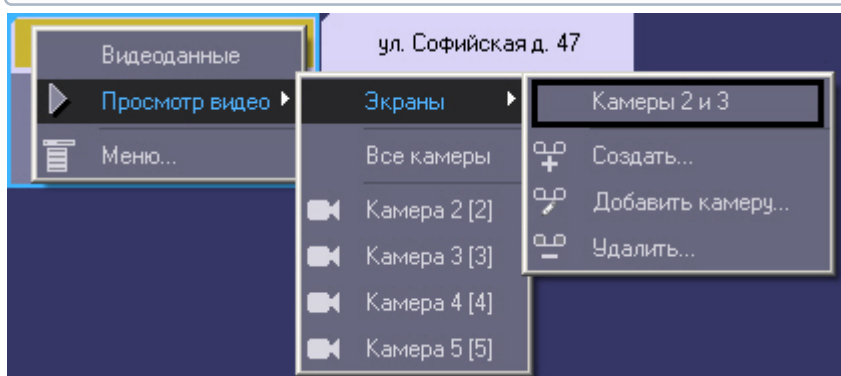 ул. Софийская д. 47
Видеоданные
Просмотр видео
Меню...
Экраны
Все камеры
Камера 2 [2]
Камера 3 [3]
Камера 4 [4]
Камера 5 [5]
Камеры 2 и 3
Создать...
Добавить камеру...
Удалить...